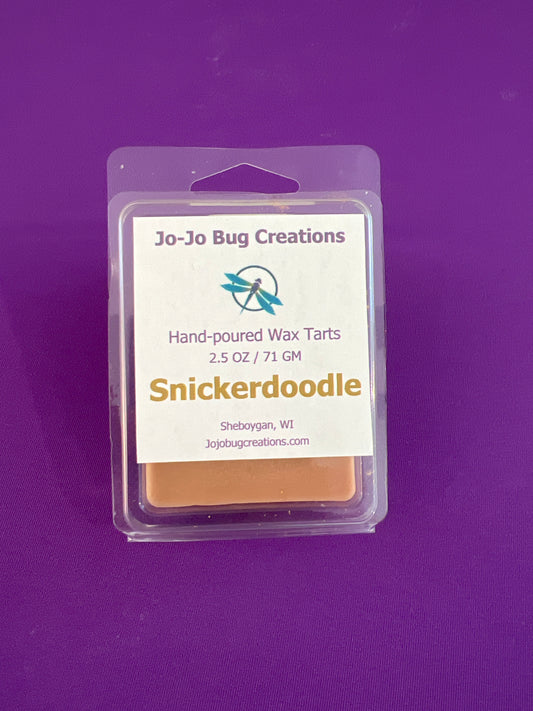 Jo-Jo Bug Creations
Hand-poured Wax Tarts
2.5 OZ / 71 GM
Snickerdoodle
Sheboygan, WI
Jojobugcreations.com